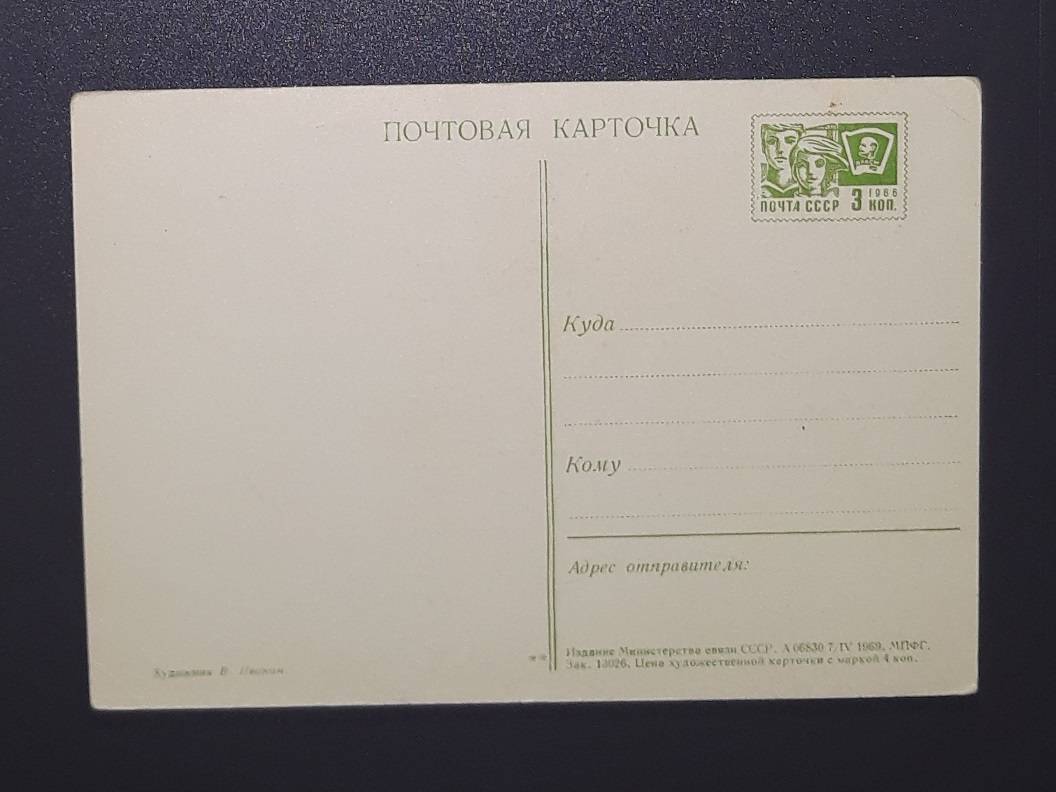 ПОЧТОВАЯ КАРТОЧКА
1966
ПОЧТА СССР 3 КОП.
Куда
Кому
Адрес отправителя:
Издание Министерства связи СССР. А 06830 7/IV 1969. МПФГ.
Зак. 13026. Цена художественной карточки с маркой 4 коп.
Художник В.